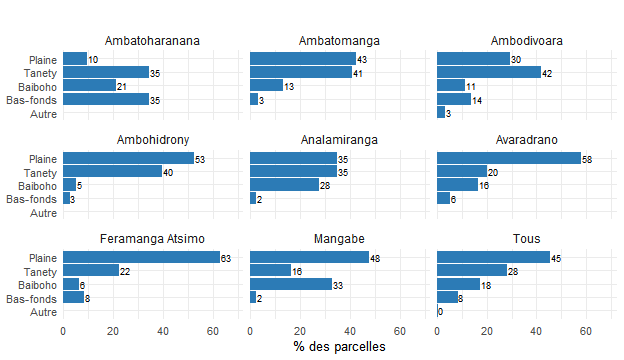 Ambatoharanana Ambatomanga Ambodivoara
Plaine 10 43 30
Tanety 35 41 42
Baiboho 21 13 11
Bas-fonds 35 3 14
Autre 3
Ambohidrony Analamiranga Avaradrano
Plaine 53 35 58
Tanety 40 35 20
Baiboho 5 28 16
Bas-fonds 3 2 6
Autre
Feramanga Atsimo Mangabe Tous
Plaine 63 48 45
Tanety 22 16 28
Baiboho 6 33 18
Bas-fonds 8 2 8
Autre 0
0 20 40 60 0 20 40 60 0 20 40 60
% des parcelles